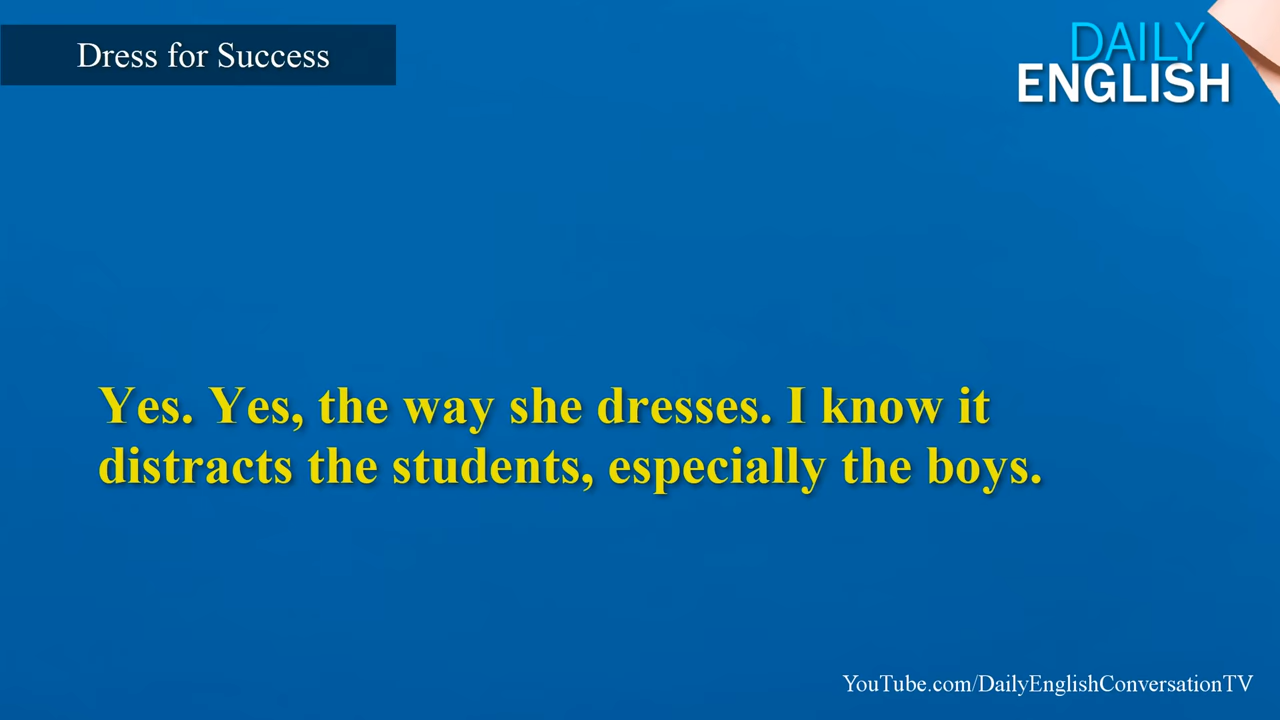 Dress for Success
DAILY
ENGLISH
Yes. Yes, the way she dresses. I know it
distracts the students, especially the boys.
YouTube.com/DailyEnglishConversationTV